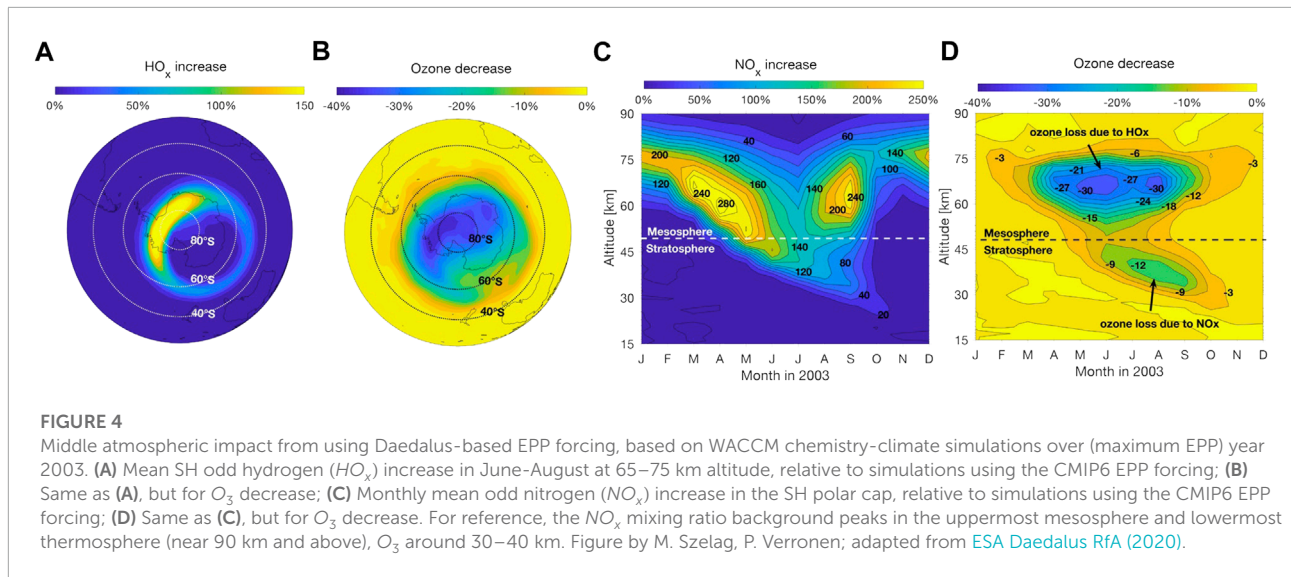 A
HOₓ increase
0% 50% 100% 150
80°S
60°S
40°S
B
Ozone decrease
-40% -30% -20% -10% 0%
80°S
60°S
40°S
C
NOₓ increase
0% 50% 100% 150% 200% 250%
Altitude [km]
90
75
60
45
30
15
40
60
200
120
140
120
160
140
100
240
280
200
240
140
120
80
40
20
Mesosphere
Stratosphere
J F M A M J J A S O N D
Month in 2003
D
Ozone decrease
-40% -30% -20% -10% 0%
Altitude [km]
90
75
60
45
30
15
ozone loss due to HOx
-3
-6
-3
-21
-27
-30
-27
-30
-12
-24
-18
-15
Mesosphere
Stratosphere
-9
-12
-9
-3
ozone loss due to NOx
J F M A M J J A S O N D
Month in 2003
FIGURE 4
Middle atmospheric impact from using Daedalus-based EPP forcing, based on WACCM chemistry-climate simulations over (maximum EPP) year
2003. (A) Mean SH odd hydrogen (HOₓ) increase in June-August at 65–75 km altitude, relative to simulations using the CMIP6 EPP forcing; (B)
Same as (A), but for O₃ decrease; (C) Monthly mean odd nitrogen (NOₓ) increase in the SH polar cap, relative to simulations using the CMIP6 EPP
forcing; (D) Same as (C), but for O₃ decrease. For reference, the NOₓ mixing ratio background peaks in the uppermost mesosphere and lowermost
thermosphere (near 90 km and above), O₃ around 30–40 km. Figure by M. Szelag, P. Verronen; adapted from ESA Daedalus RfA (2020).